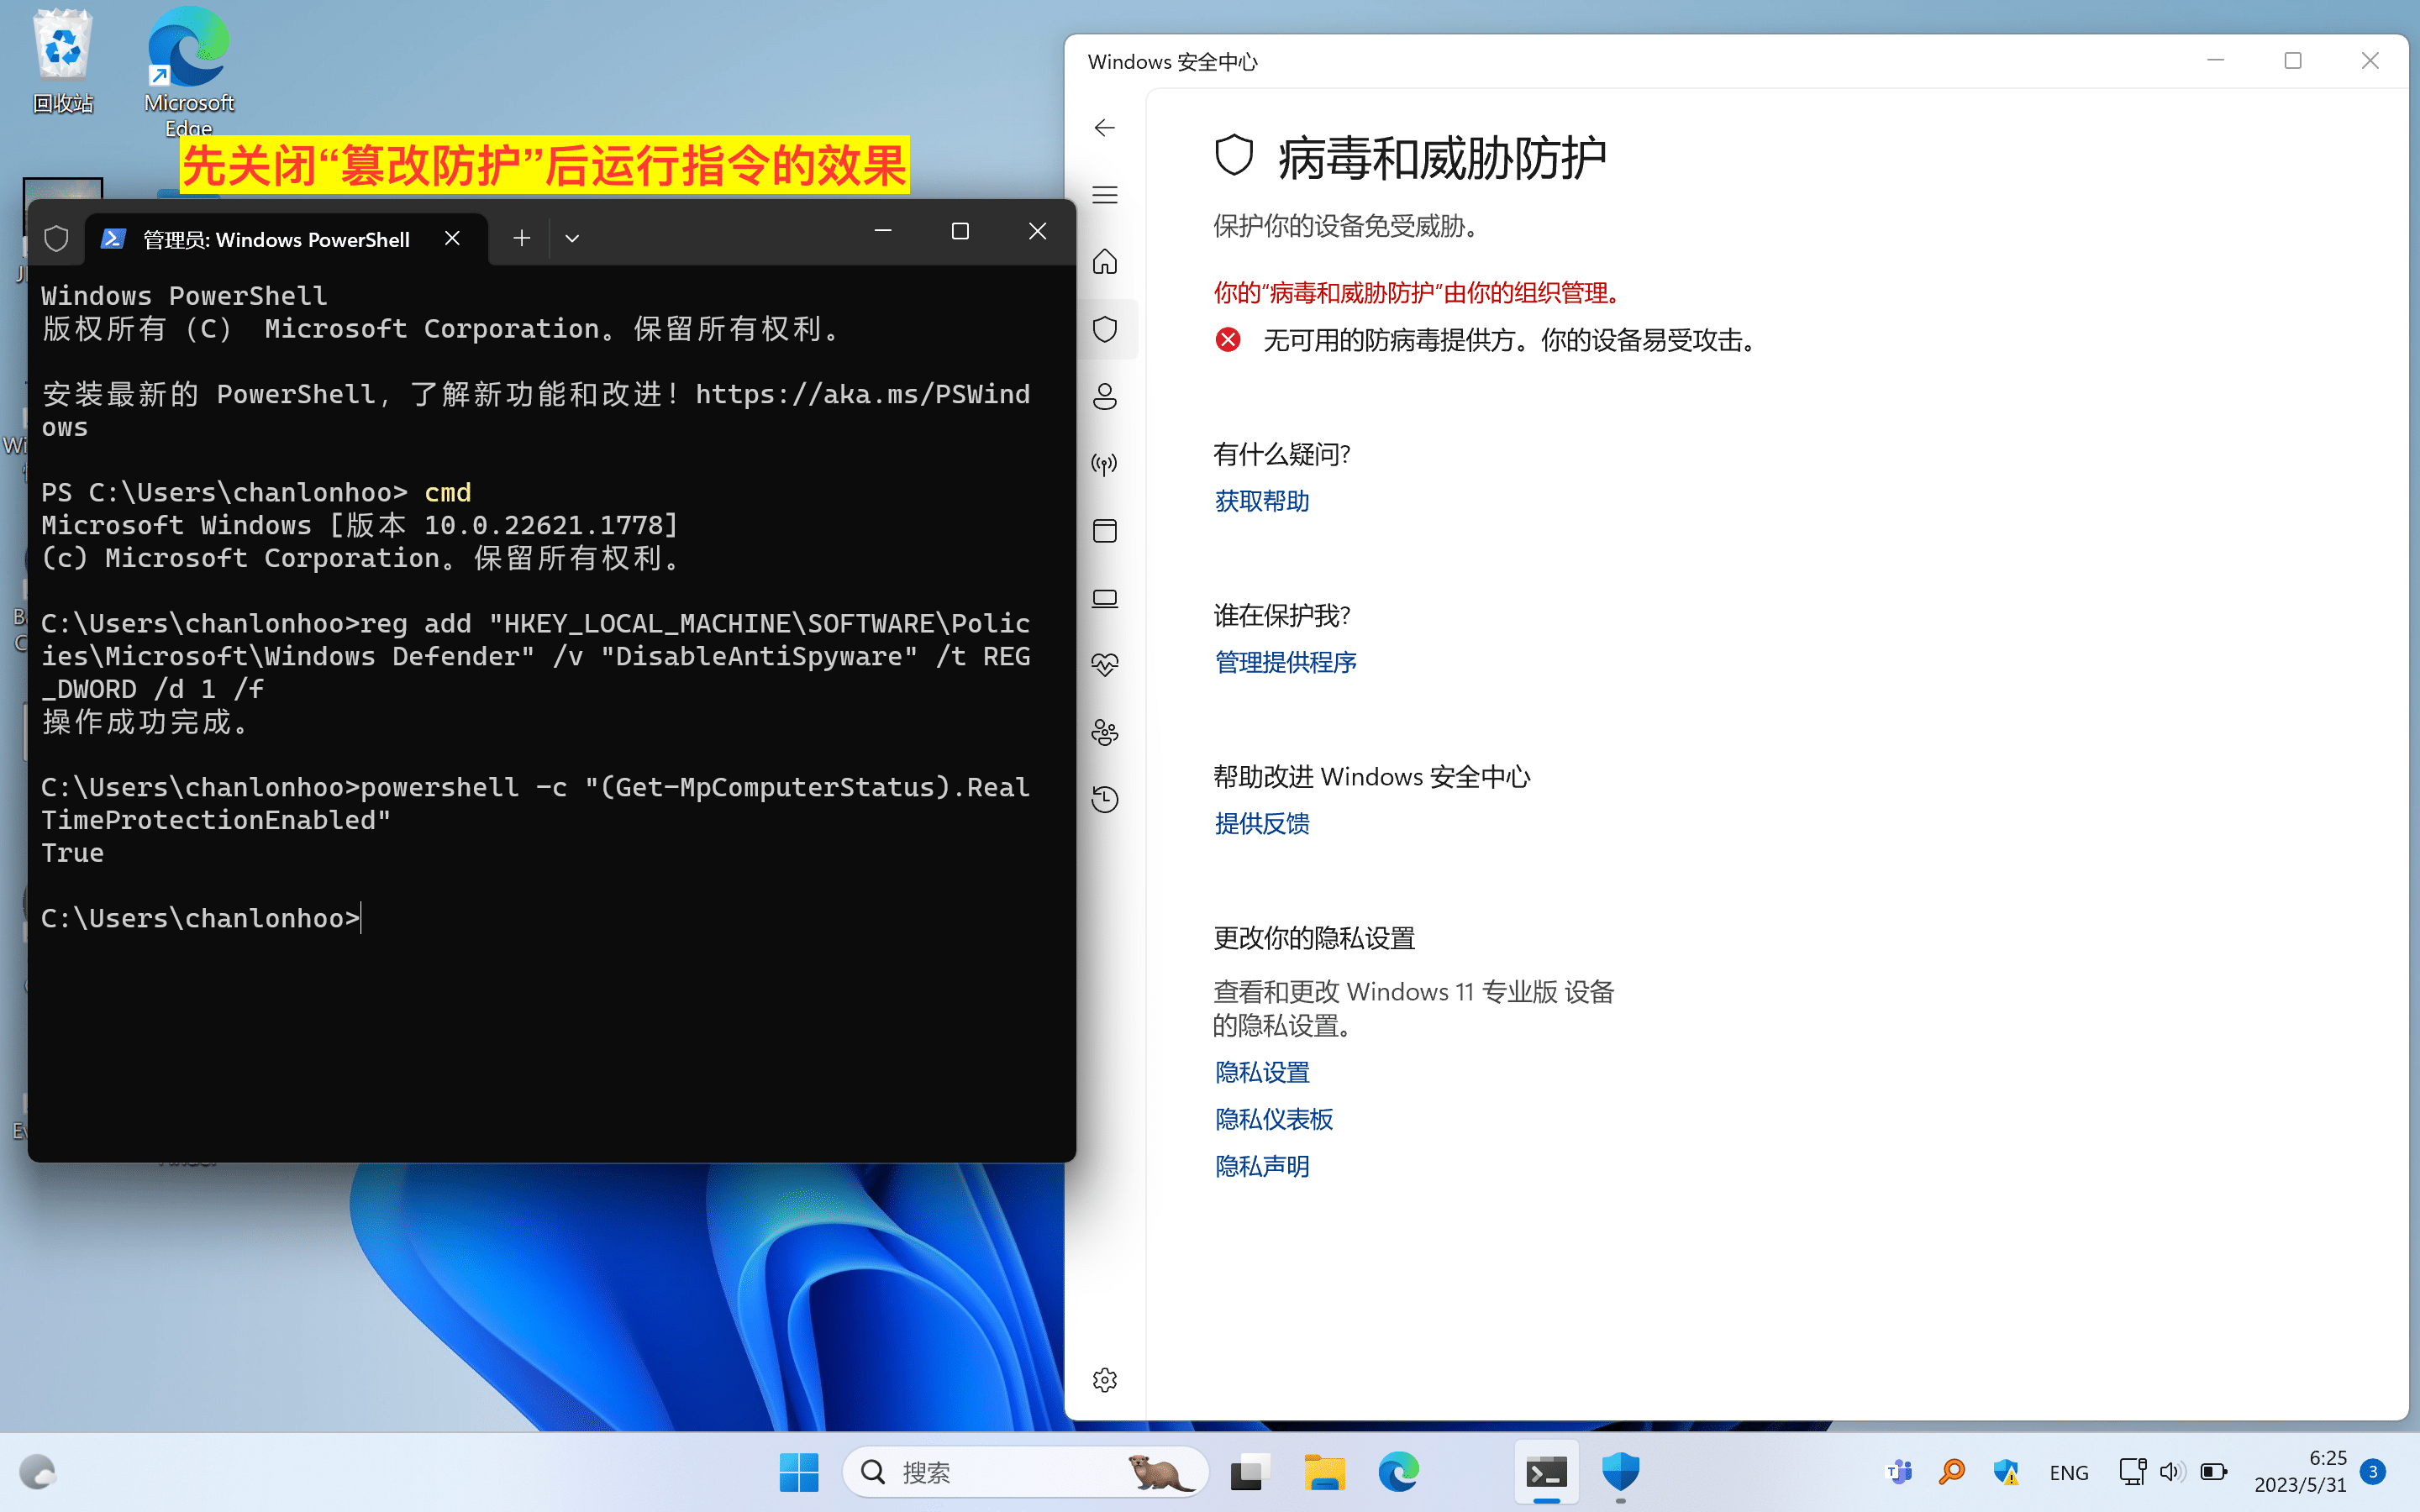 回收站
Microsoft
Edge
先关闭“篡改防护”后运行指令的效果
管理员: Windows PowerShell
Windows PowerShell
版权所有 (C) Microsoft Corporation。保留所有权利。
安装最新的 PowerShell，了解新功能和改进！https://aka.ms/PSWind
ows
PS C:\Users\chanlonhoo> cmd
Microsoft Windows [版本 10.0.22621.1778]
(c) Microsoft Corporation。保留所有权利。
C:\Users\chanlonhoo>reg add "HKEY_LOCAL_MACHINE\SOFTWARE\Polic
ies\Microsoft\Windows Defender" /v "DisableAntiSpyware" /t REG
_DWORD /d 1 /f
操作成功完成。
C:\Users\chanlonhoo>powershell -c "(Get-MpComputerStatus).Real
TimeProtectionEnabled"
True
C:\Users\chanlonhoo>
Windows 安全中心
病毒和威胁防护
保护你的设备免受威胁。
你的“病毒和威胁防护”由你的组织管理。
无可用的防病毒提供方。你的设备易受攻击。
有什么疑问?
获取帮助
谁在保护我?
管理提供程序
帮助改进 Windows 安全中心
提供反馈
更改你的隐私设置
查看和更改 Windows 11 专业版 设备
的隐私设置。
隐私设置
隐私仪表板
隐私声明
搜索
ENG
6:25
2023/5/31
3